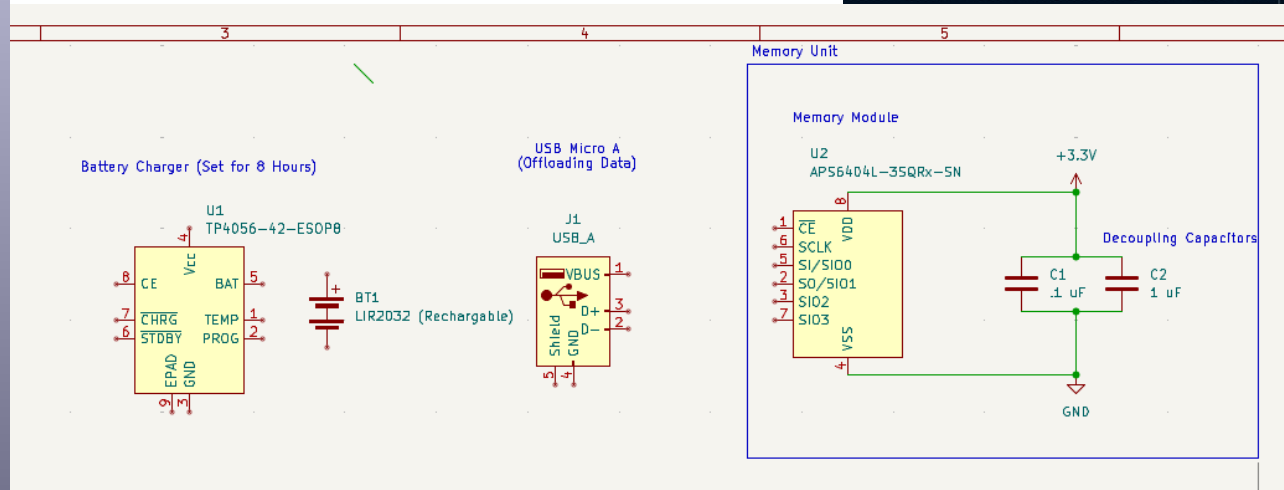 3
4
5
Memory Unit
Memory Module
USB Micro A
(Offloading Data)
Battery Charger (Set for 8 Hours)
U2
APS6404L-3SQRx-SN
+3.3V
U1
TP4056-42-ESOP8
J1
USB_A
4
Vcc
8
CE
BAT
5
7
CHRG
TEMP
1
6
STDBY
PROG
2
EPAD
GND
9
3
+
BT1
LIR2032 (Rechargable)
VBUS
1
D+
3
D-
2
Shield
GND
5
4
8
VDD
1
CE
6
SCLK
5
SI/SIO0
2
SO/SIO1
3
SIO2
7
SIO3
VSS
4
Decoupling Capacitors
C1
.1 uF
C2
1 uF
GND